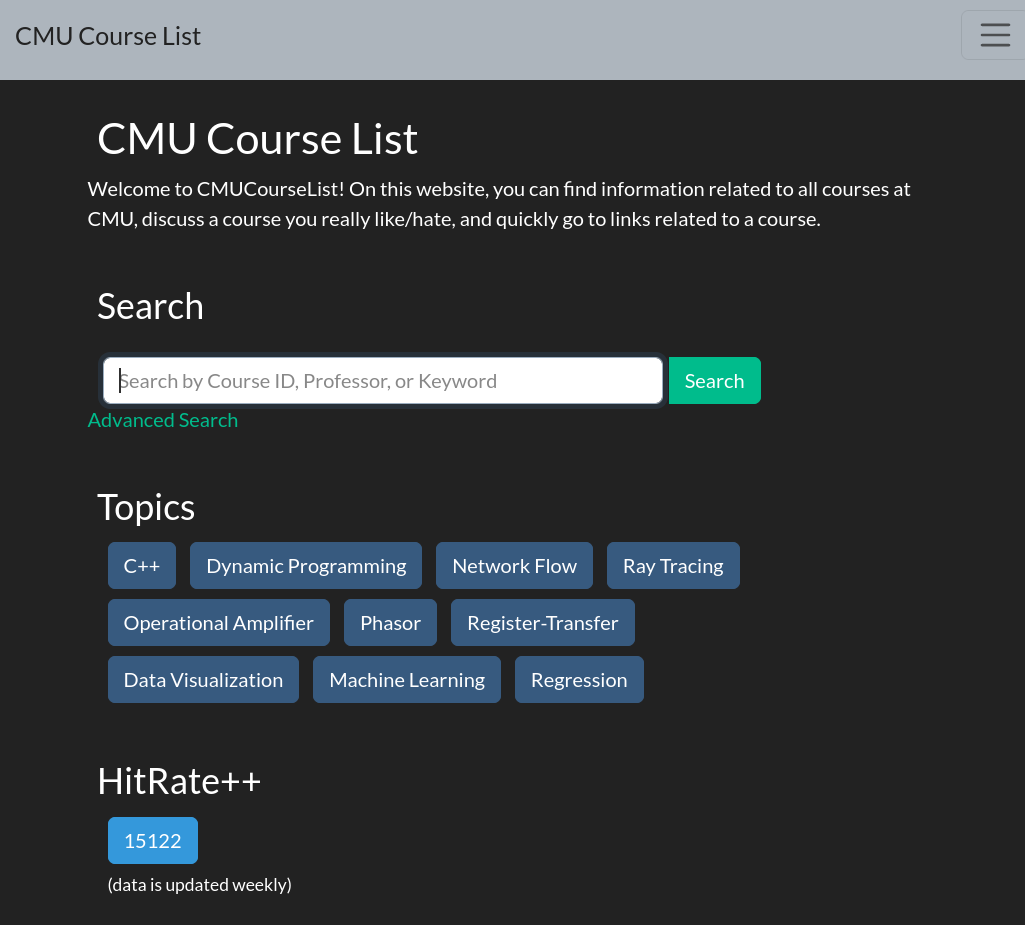 CMU Course List
CMU Course List
Welcome to CMUCourseList! On this website, you can find information related to all courses at
CMU, discuss a course you really like/hate, and quickly go to links related to a course.
Search
Search by Course ID, Professor, or Keyword Search
Advanced Search
Topics
C++ Dynamic Programming Network Flow Ray Tracing
Operational Amplifier Phasor Register-Transfer
Data Visualization Machine Learning Regression
HitRate++
15122
(data is updated weekly)